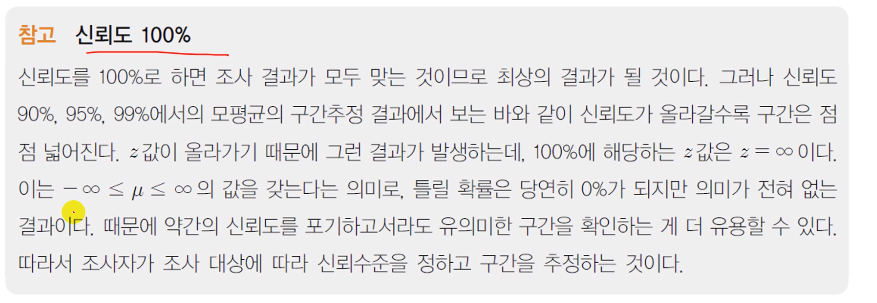 참고 신뢰도 100%
신뢰도를 100%로 하면 조사 결과가 모두 맞는 것이므로 최상의 결과가 될 것이다. 그러나 신뢰도
90%, 95%, 99%에서의 모평균의 구간추정 결과에서 보는 바와 같이 신뢰도가 올라갈수록 구간은 점
점 넓어진다. z값이 올라가기 때문에 그런 결과가 발생하는데, 100%에 해당하는 z값은 z = ∞이다.
이는 −∞ ≤ μ ≤ ∞의 값을 갖는다는 의미로, 틀릴 확률은 당연히 0%가 되지만 의미가 전혀 없는
결과이다. 때문에 약간의 신뢰도를 포기하고서라도 유의미한 구간을 확인하는 게 더 유용할 수 있다.
따라서 조사자가 조사 대상에 따라 신뢰수준을 정하고 구간을 추정하는 것이다.